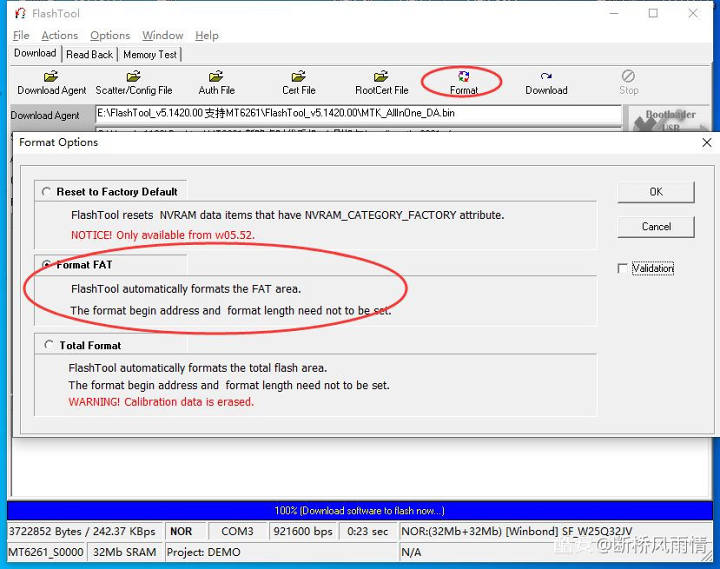 FlashTool
File Actions Options Window Help
Download Read Back Memory Test
Download Agent Scatter/Config File Auth File Cert File RootCert File Format Download Stop
Download Agent E:\FlashTool_v5.1420.00 支持MT6261\FlashTool_v5.1420.00\MTK_AllInOne_DA.bin
Bootloader
USB
Format Options
Reset to Factory Default
FlashTool resets NVRAM data items that have NVRAM_CATEGORY_FACTORY attribute.
NOTICE! Only available from w05.52.
OK
Cancel
Validation
Format FAT
FlashTool automatically formats the FAT area.
The format begin address and format length need not to be set.
Total Format
FlashTool automatically formats the total flash area.
The format begin address and format length need not to be set.
WARNING! Calibration data is erased.
100% (Download software to flash now...)
3722852 Bytes / 242.37 KBps NOR COM3 921600 bps 0:23 sec NOR:(32Mb+32Mb) [Winbond] SF_W25Q32JV
MT6261_S0000 32Mb SRAM Project: DEMO N/A
@断桥风雨情